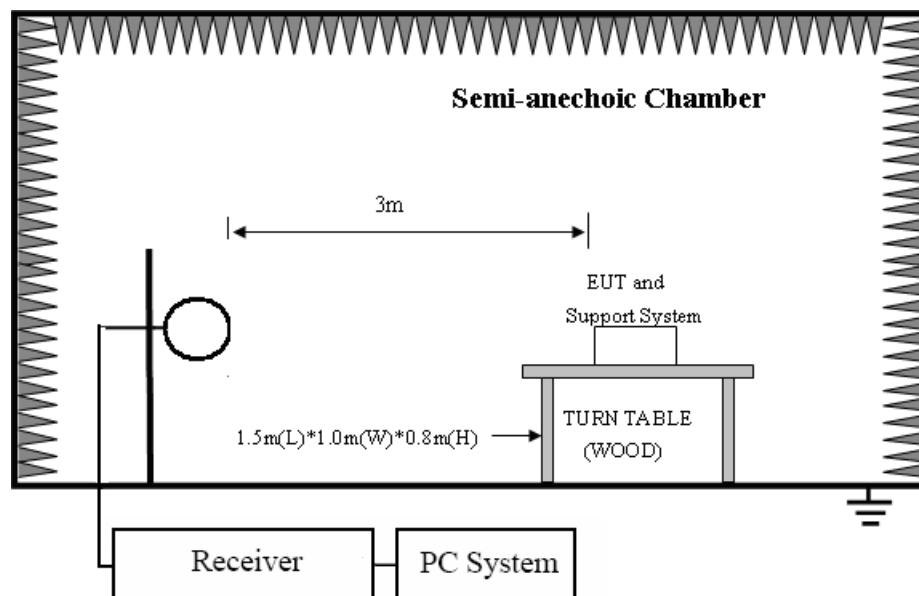 Semi-anechoic Chamber
3m
EUT and
Support System
1.5m(L)*1.0m(W)*0.8m(H)
TURN TABLE
(WOOD)
Receiver
PC System